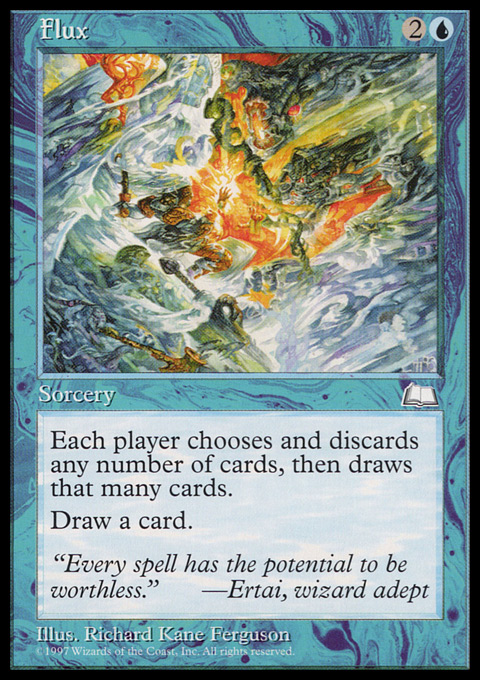 Flux 2
Sorcery
Each player chooses and discards
any number of cards, then draws
that many cards.
Draw a card.
“Every spell has the potential to be
worthless.” —Ertai, wizard adept
Illus. Richard Kane Ferguson
©1997 Wizards of the Coast, Inc. All rights reserved.